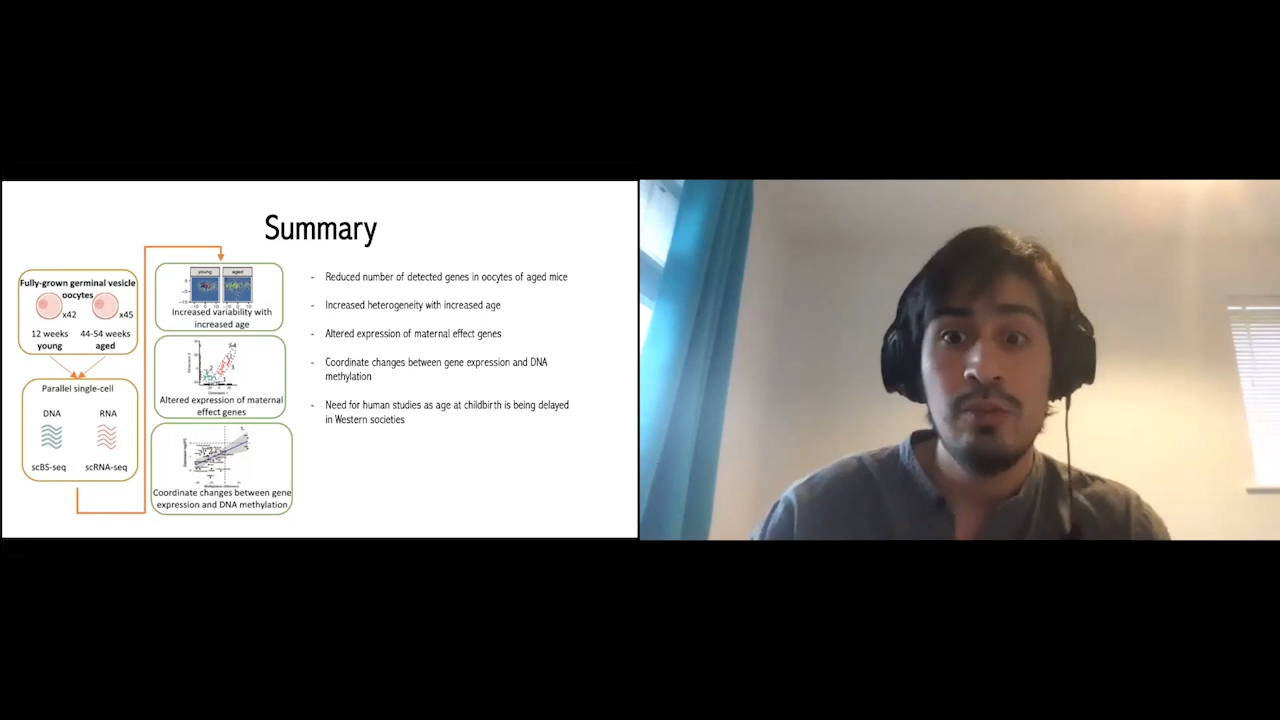 Summary
Fully-grown germinal vesicle
oocytes
x42
x45
12 weeks
44-54 weeks
young
aged
Parallel single-cell
DNA
RNA
scBS-seq
scRNA-seq
young
aged
Increased variability with
increased age
Altered expression of maternal
effect genes
Coordinate changes between gene
expression and DNA methylation
- Reduced number of detected genes in oocytes of aged mice
- Increased heterogeneity with increased age
- Altered expression of maternal effect genes
- Coordinate changes between gene expression and DNA
methylation
- Need for human studies as age at childbirth is being delayed
in Western societies